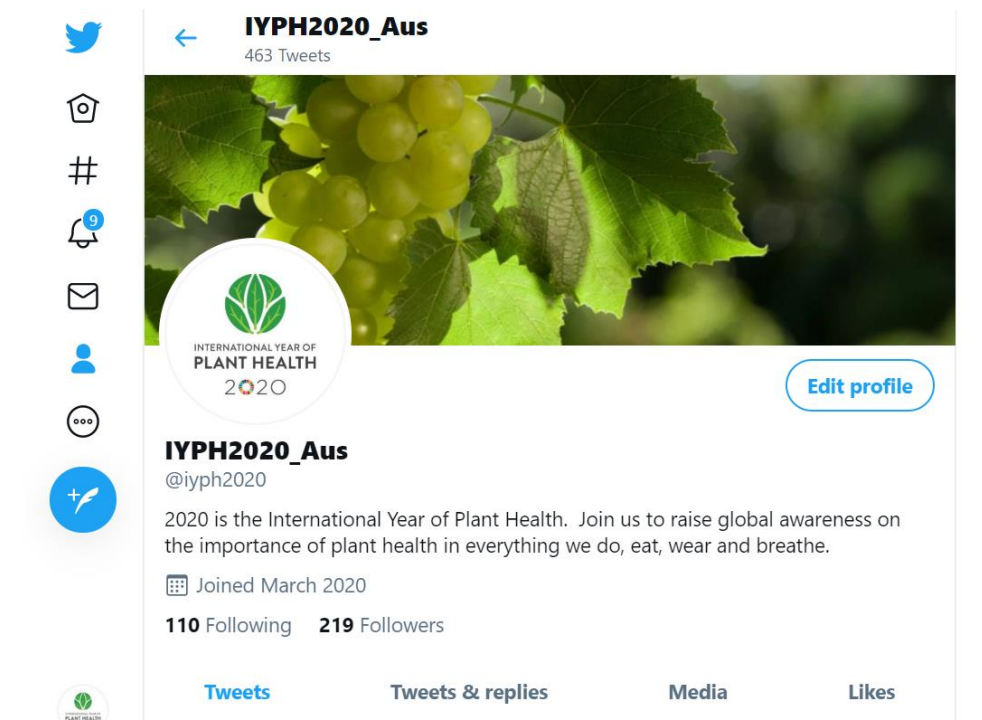 IYPH2020_Aus
463 Tweets
9
INTERNATIONAL YEAR OF
PLANT HEALTH
2020
Edit profile
IYPH2020_Aus
@iyph2020
2020 is the International Year of Plant Health. Join us to raise global awareness on
the importance of plant health in everything we do, eat, wear and breathe.
Joined March 2020
110 Following 219 Followers
Tweets Tweets & replies Media Likes
PLANT HEALTH